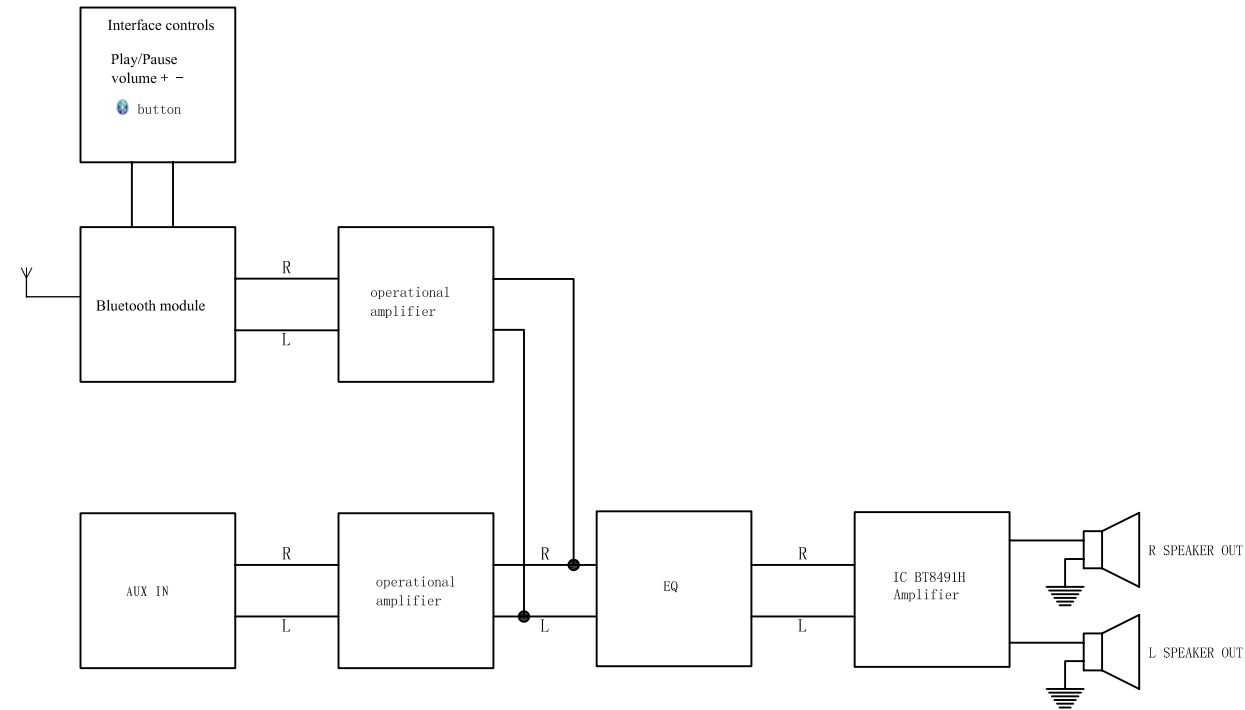 Interface controls
Play/Pause
volume + −
button
R
Bluetooth module
operational
amplifier
L
R
R
R
AUX IN
operational
amplifier
EQ
IC BT8491H
Amplifier
R SPEAKER OUT
L
L
L
L SPEAKER OUT